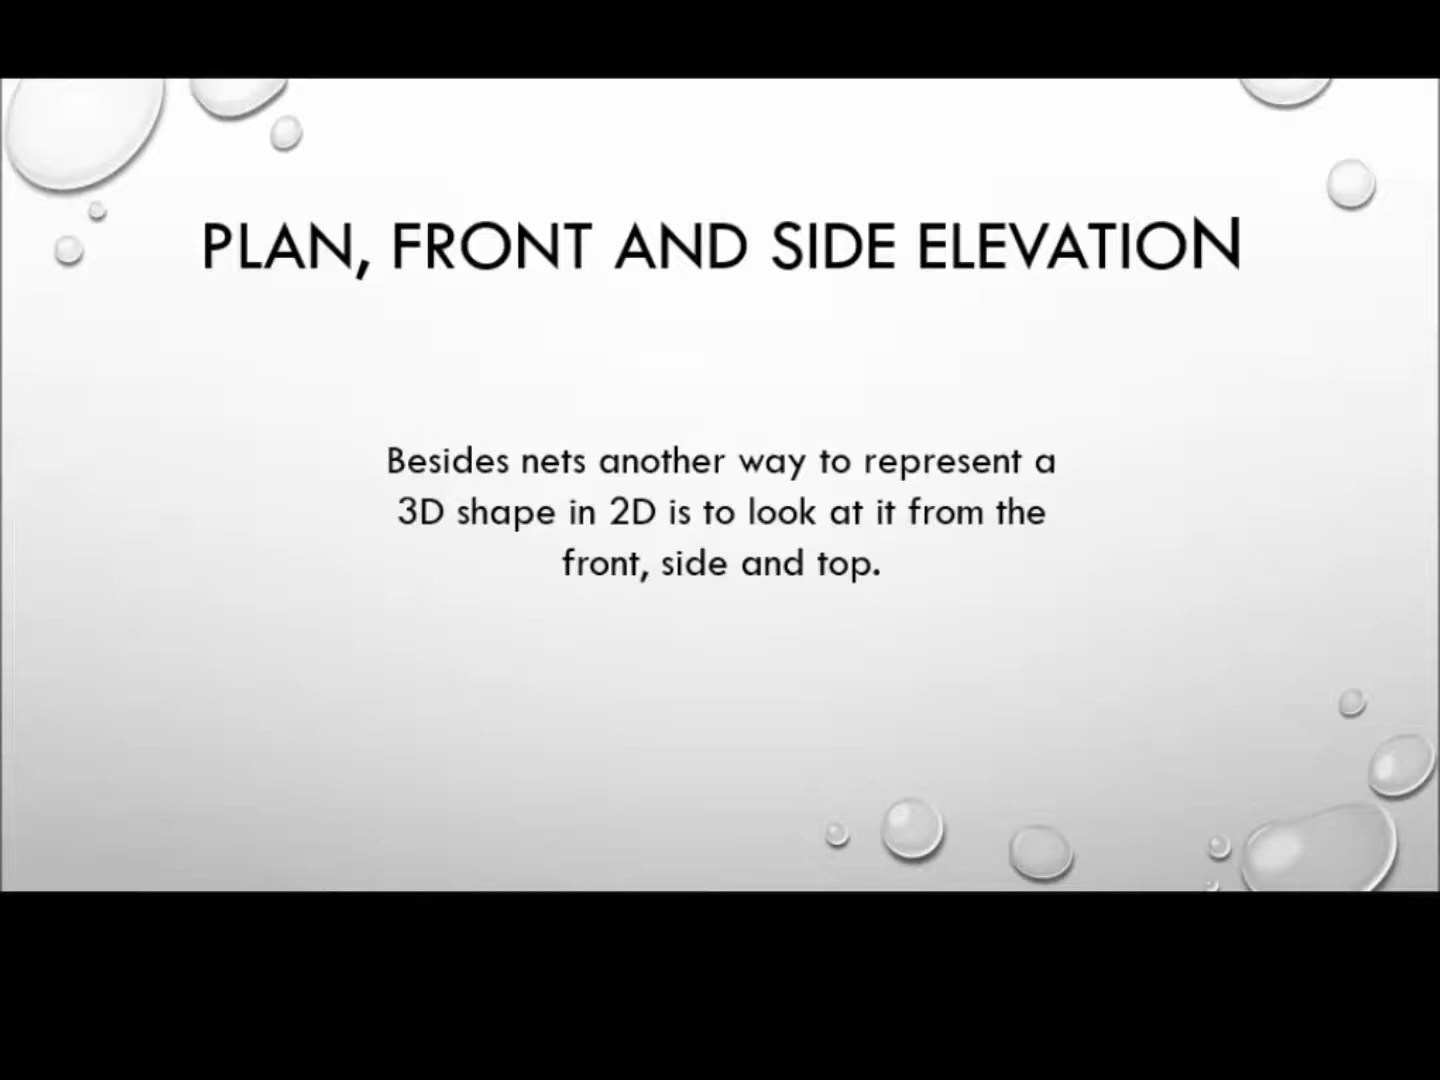 PLAN, FRONT AND SIDE ELEVATION
Besides nets another way to represent a
3D shape in 2D is to look at it from the
front, side and top.